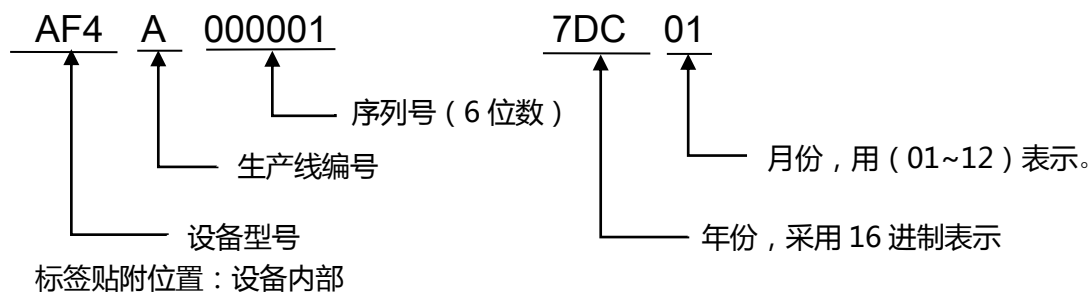 AF4 A 000001 7DC 01
序列号（6 位数）
生产线编号
月份，用（01~12）表示。
设备型号
年份，采用 16 进制表示
标签贴附位置：设备内部